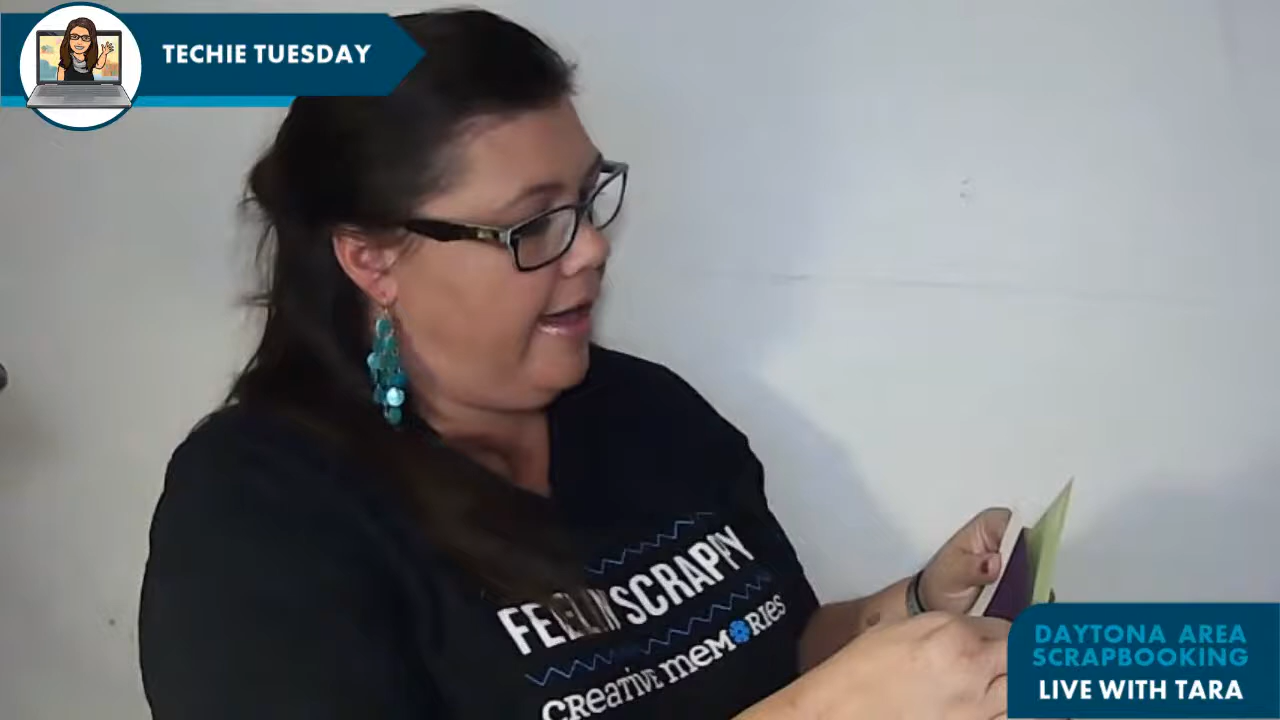 TECHIE TUESDAY
FEELIN SCRAPPY
CREATIVE MEMORIES
DAYTONA AREA
SCRAPBOOKING
LIVE WITH TARA